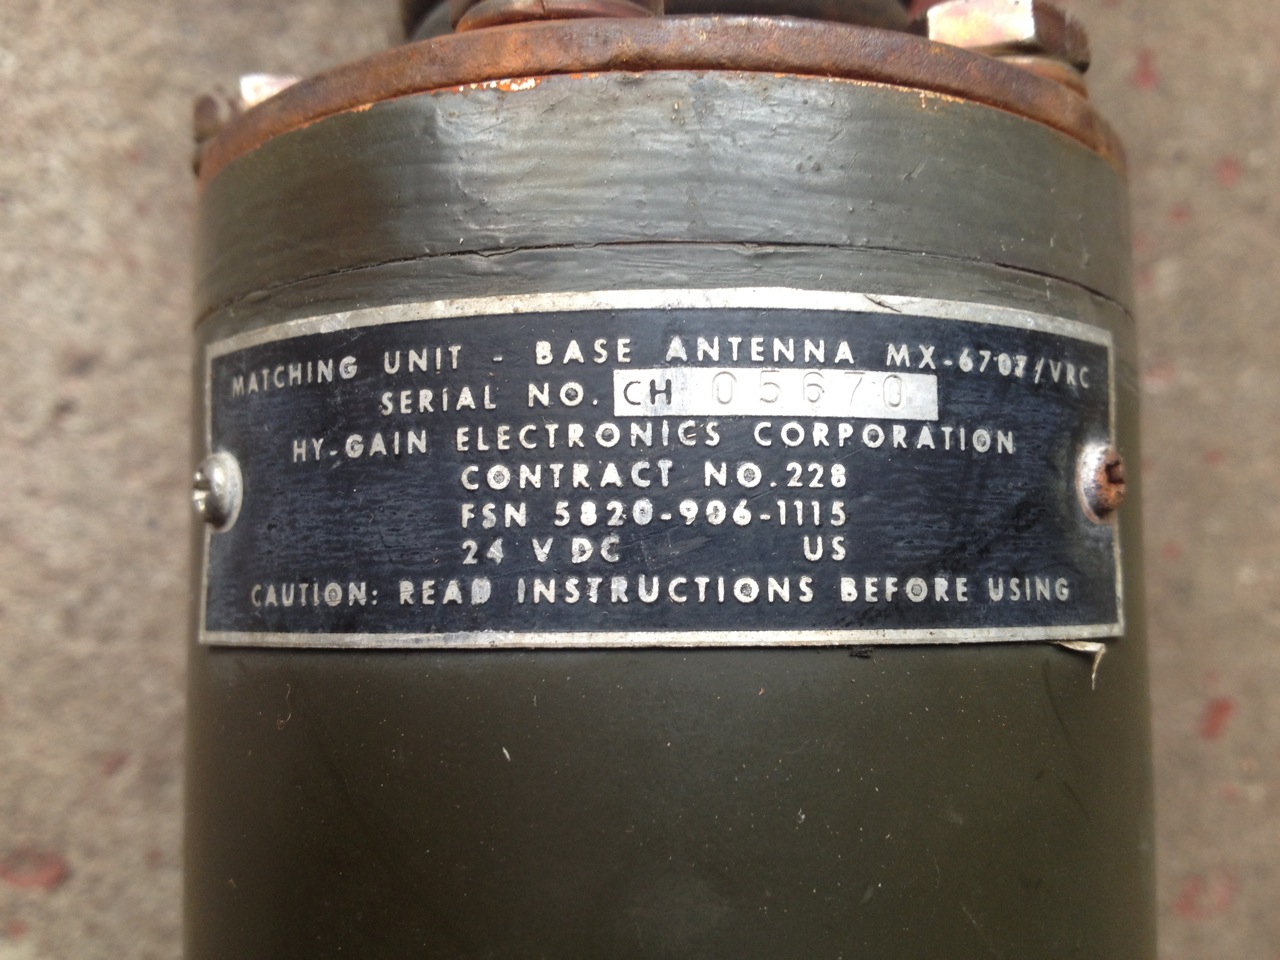 MATCHING UNIT - BASE ANTENNA MX-6707/VRC
SERIAL NO. CH 05670
HY-GAIN ELECTRONICS CORPORATION
CONTRACT NO. 228
FSN 5820-906-1115
24 V DC US
CAUTION: READ INSTRUCTIONS BEFORE USING